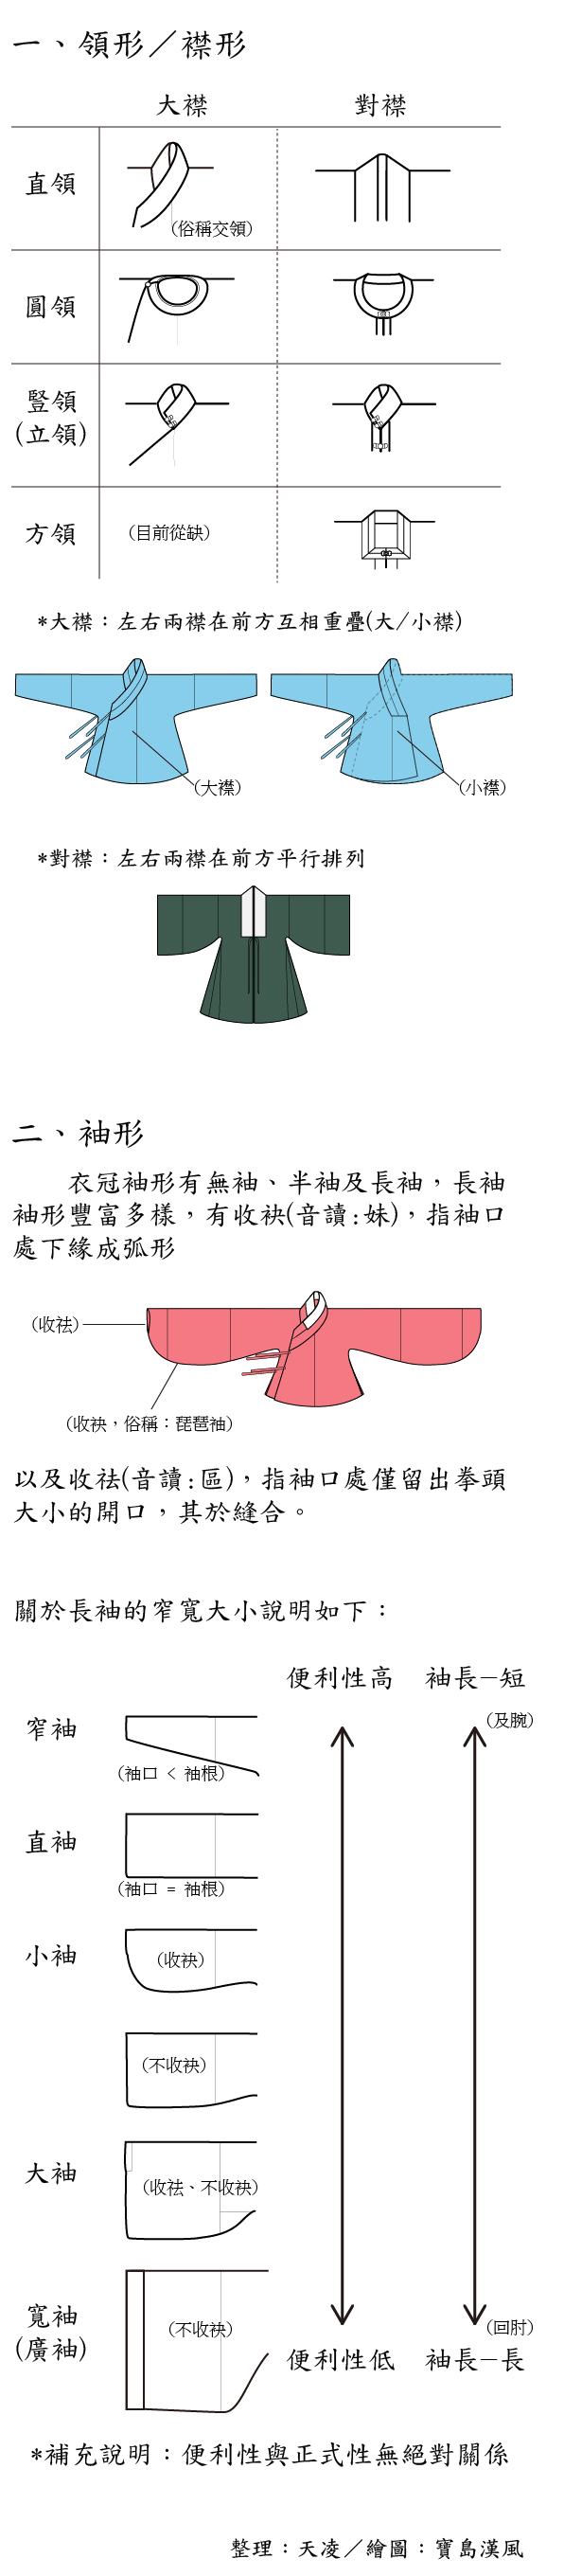 一、領形／襟形
大襟 對襟
直領
(俗稱交領)
圓領
豎領
(立領)
方領
(目前從缺)
*大襟：左右兩襟在前方互相重疊(大/小襟)
(大襟)
(小襟)
*對襟：左右兩襟在前方平行排列
二、袖形
衣冠袖形有無袖、半袖及長袖，長袖
袖形豐富多樣，有收袂(音讀:妹)，指袖口
處下緣成弧形
(收袪)
(收袂，俗稱：琵琶袖)
以及收袪(音讀:區)，指袖口處僅留出拳頭
大小的開口，其於縫合。
關於長袖的窄寬大小說明如下：
便利性高 袖長－短
(及腕)
窄袖
(袖口 < 袖根)
直袖
(袖口 = 袖根)
小袖
(收袂)
(不收袂)
大袖
(收袪、不收袂)
寬袖
(廣袖)
(不收袂)
(回肘)
便利性低 袖長－長
*補充說明：便利性與正式性無絕對關係
整理：天凌／繪圖：寶島漢風